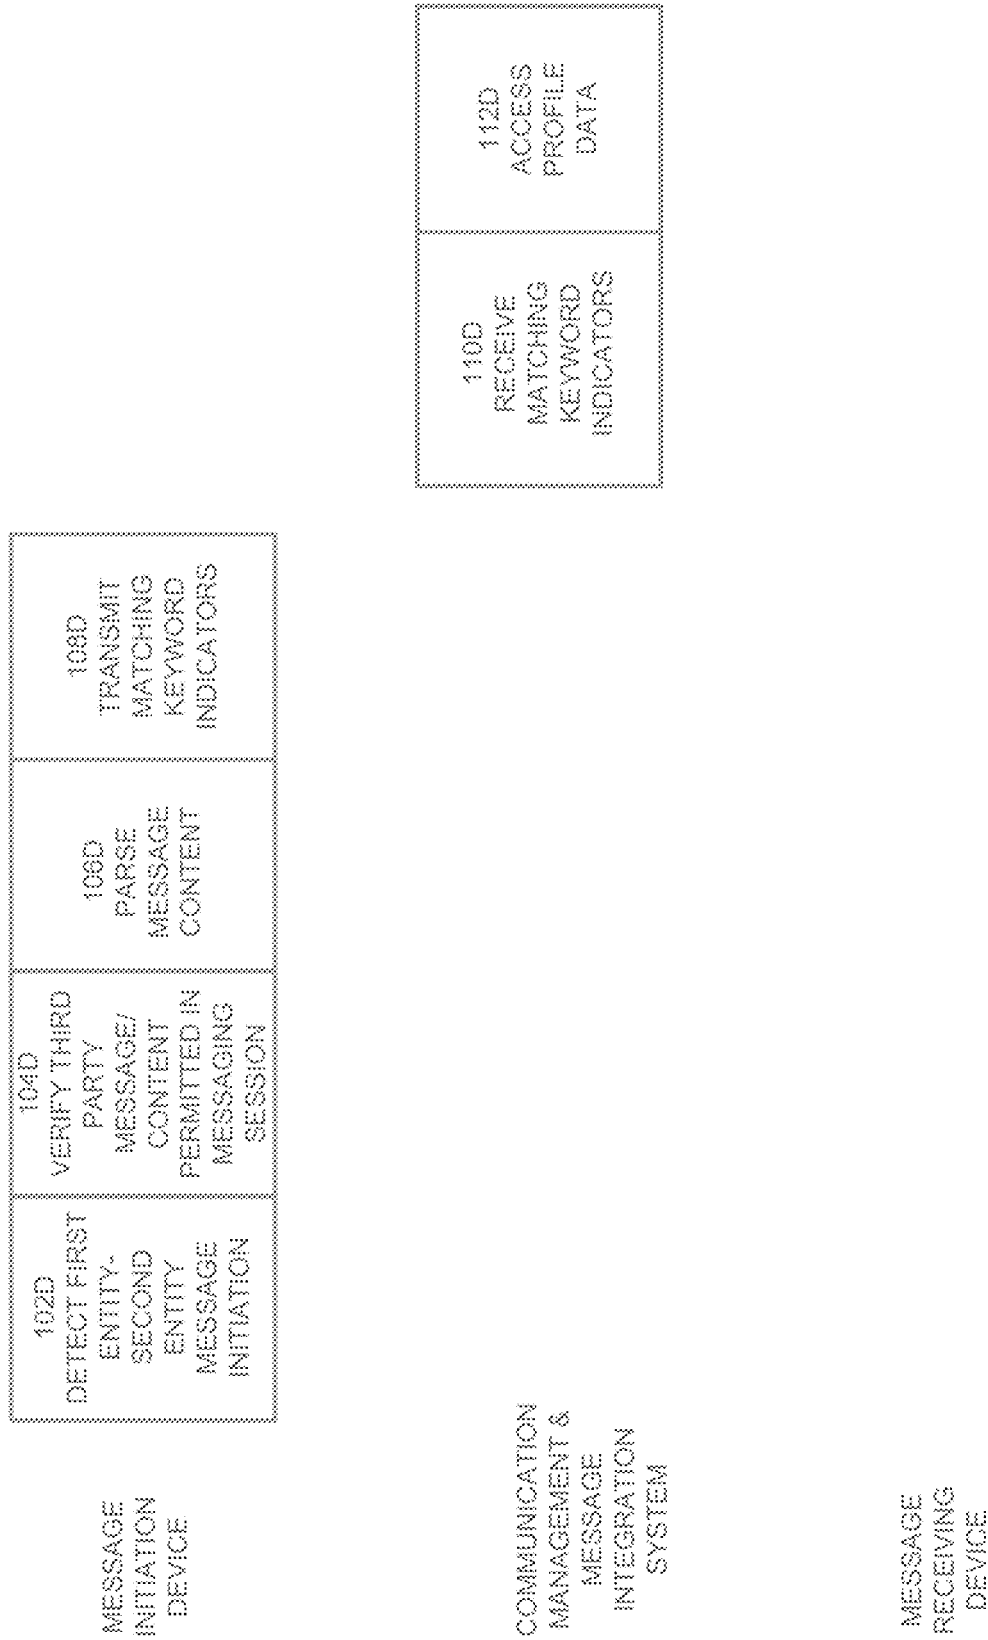 MESSAGE
INITIATION
DEVICE
102D
DETECT FIRST
ENTITY-
SECOND
ENTITY
MESSAGE
INITIATION
104D
VERIFY THIRD
PARTY
MESSAGE/
CONTENT
PERMITTED IN
MESSAGING
SESSION
106D
PARSE
MESSAGE
CONTENT
108D
TRANSMIT
MATCHING
KEYWORD
INDICATORS
COMMUNICATION
MANAGEMENT &
MESSAGE
INTEGRATION
SYSTEM
110D
RECEIVE
MATCHING
KEYWORD
INDICATORS
112D
ACCESS
PROFILE
DATA
MESSAGE
RECEIVING
DEVICE